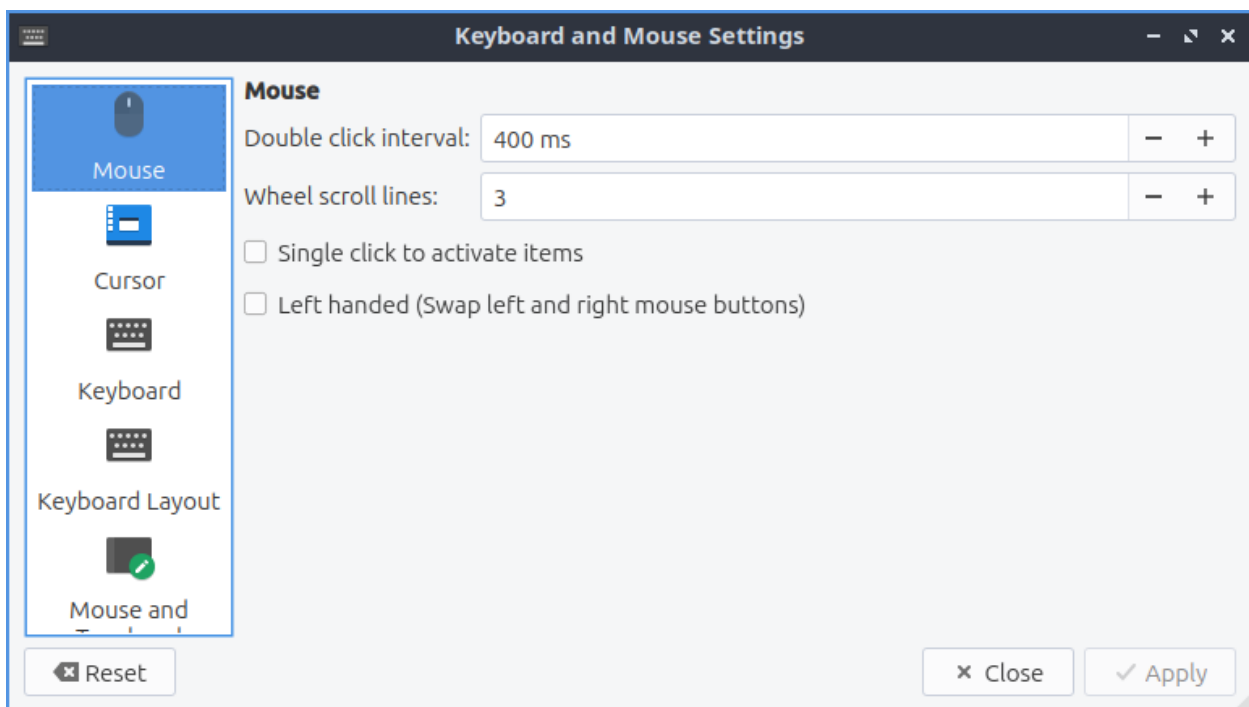 Keyboard and Mouse Settings
Mouse
Cursor
Keyboard
Keyboard Layout
Mouse and
Mouse
Double click interval: 400 ms
Wheel scroll lines: 3
Single click to activate items
Left handed (Swap left and right mouse buttons)
Reset
Close
Apply